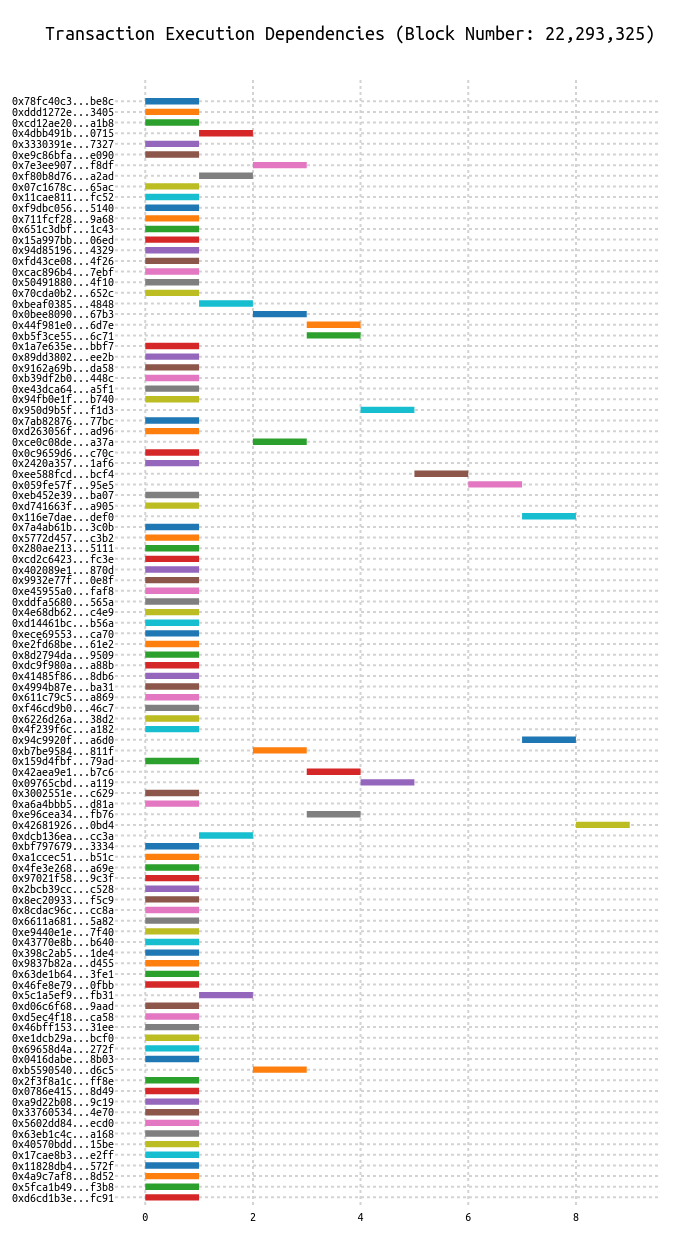 Transaction Execution Dependencies (Block Number: 22,293,325)
0x78fc40c3...be8c
0xddd1272e...3405
0xcd12ae20...a1b8
0x4dbb491b...0715
0x3330391e...7327
0xe9c86bfa...e090
0x7e3ee907...f8df
0xf80b8d76...a2ad
0x07c1678c...65ac
0x11cae811...fc52
0xf9dbc056...5140
0x711fcf28...9a68
0x651c3dbf...1c43
0x15a997bb...06ed
0x94d85196...4329
0xfd43ce08...4f26
0xcac896b4...7ebf
0x50491880...4f10
0x70cda0b2...652c
0xbeaf0385...4848
0x0bee8090...67b3
0x44f981e0...6d7e
0xb5f3ce55...6c71
0x1a7e635e...bbf7
0x89dd3802...ee2b
0x9162a69b...da58
0xb39df2b0...448c
0xe43dca64...a5f1
0x94fb0e1f...b740
0x950d9b5f...f1d3
0x7ab82876...77bc
0xd263056f...ad96
0xce0c08de...a37a
0x0c9659d6...c70c
0x2420a357...1af6
0xee588fcd...bcf4
0x059fe57f...95e5
0xeb452e39...ba07
0xd741663f...a905
0x116e7dae...def0
0x7a4ab61b...3c0b
0x5772d457...c3b2
0x280ae213...5111
0xcd2c6423...fc3e
0x402089e1...870d
0x9932e77f...0e8f
0xe45955a0...faf8
0xddfa5680...565a
0x4e68db62...c4e9
0xd14461bc...b56a
0xece69553...ca70
0xe2fd68be...61e2
0x8d2794da...9509
0xdc9f980a...a88b
0x41485f86...8db6
0x4994b87e...ba31
0x611c79c5...a869
0xf46cd9b0...46c7
0x6226d26a...38d2
0x4f239f6c...a182
0x94c9920f...a6d0
0xb7be9584...811f
0x159d4fbf...79ad
0x42aea9e1...b7c6
0x09765cbd...a119
0x3002551e...c629
0xa6a4bbb5...d81a
0xe96cea34...fb76
0x42681926...0bd4
0xdcb136ea...cc3a
0xbf797679...3334
0xa1ccec51...b51c
0x4fe3e268...a69e
0x97021f58...9c3f
0x2bcb39cc...c528
0x8ec20933...f5c9
0x8cdac96c...cc8a
0x6611a681...5a82
0xe9440e1e...7f40
0x43770e8b...b640
0x398c2ab5...1de4
0x9837b82a...d455
0x63de1b64...3fe1
0x46fe8e79...0fbb
0x5c1a5ef9...fb31
0xd06c6f68...9aad
0xd5ec4f18...ca58
0x46bff153...31ee
0xe1dcb29a...bcf0
0x69658d4a...272f
0x0416dabe...8b03
0xb5590540...d6c5
0x2f3f8a1c...ff8e
0x0786e415...8d49
0xa9d22b08...9c19
0x33760534...4e70
0x5602dd84...ecd0
0x63eb1c4c...a168
0x40570bdd...15be
0x17cae8b3...e2ff
0x11828db4...572f
0x4a9c7af8...8d52
0x5fca1b49...f3b8
0xd6cd1b3e...fc91
0 2 4 6 8